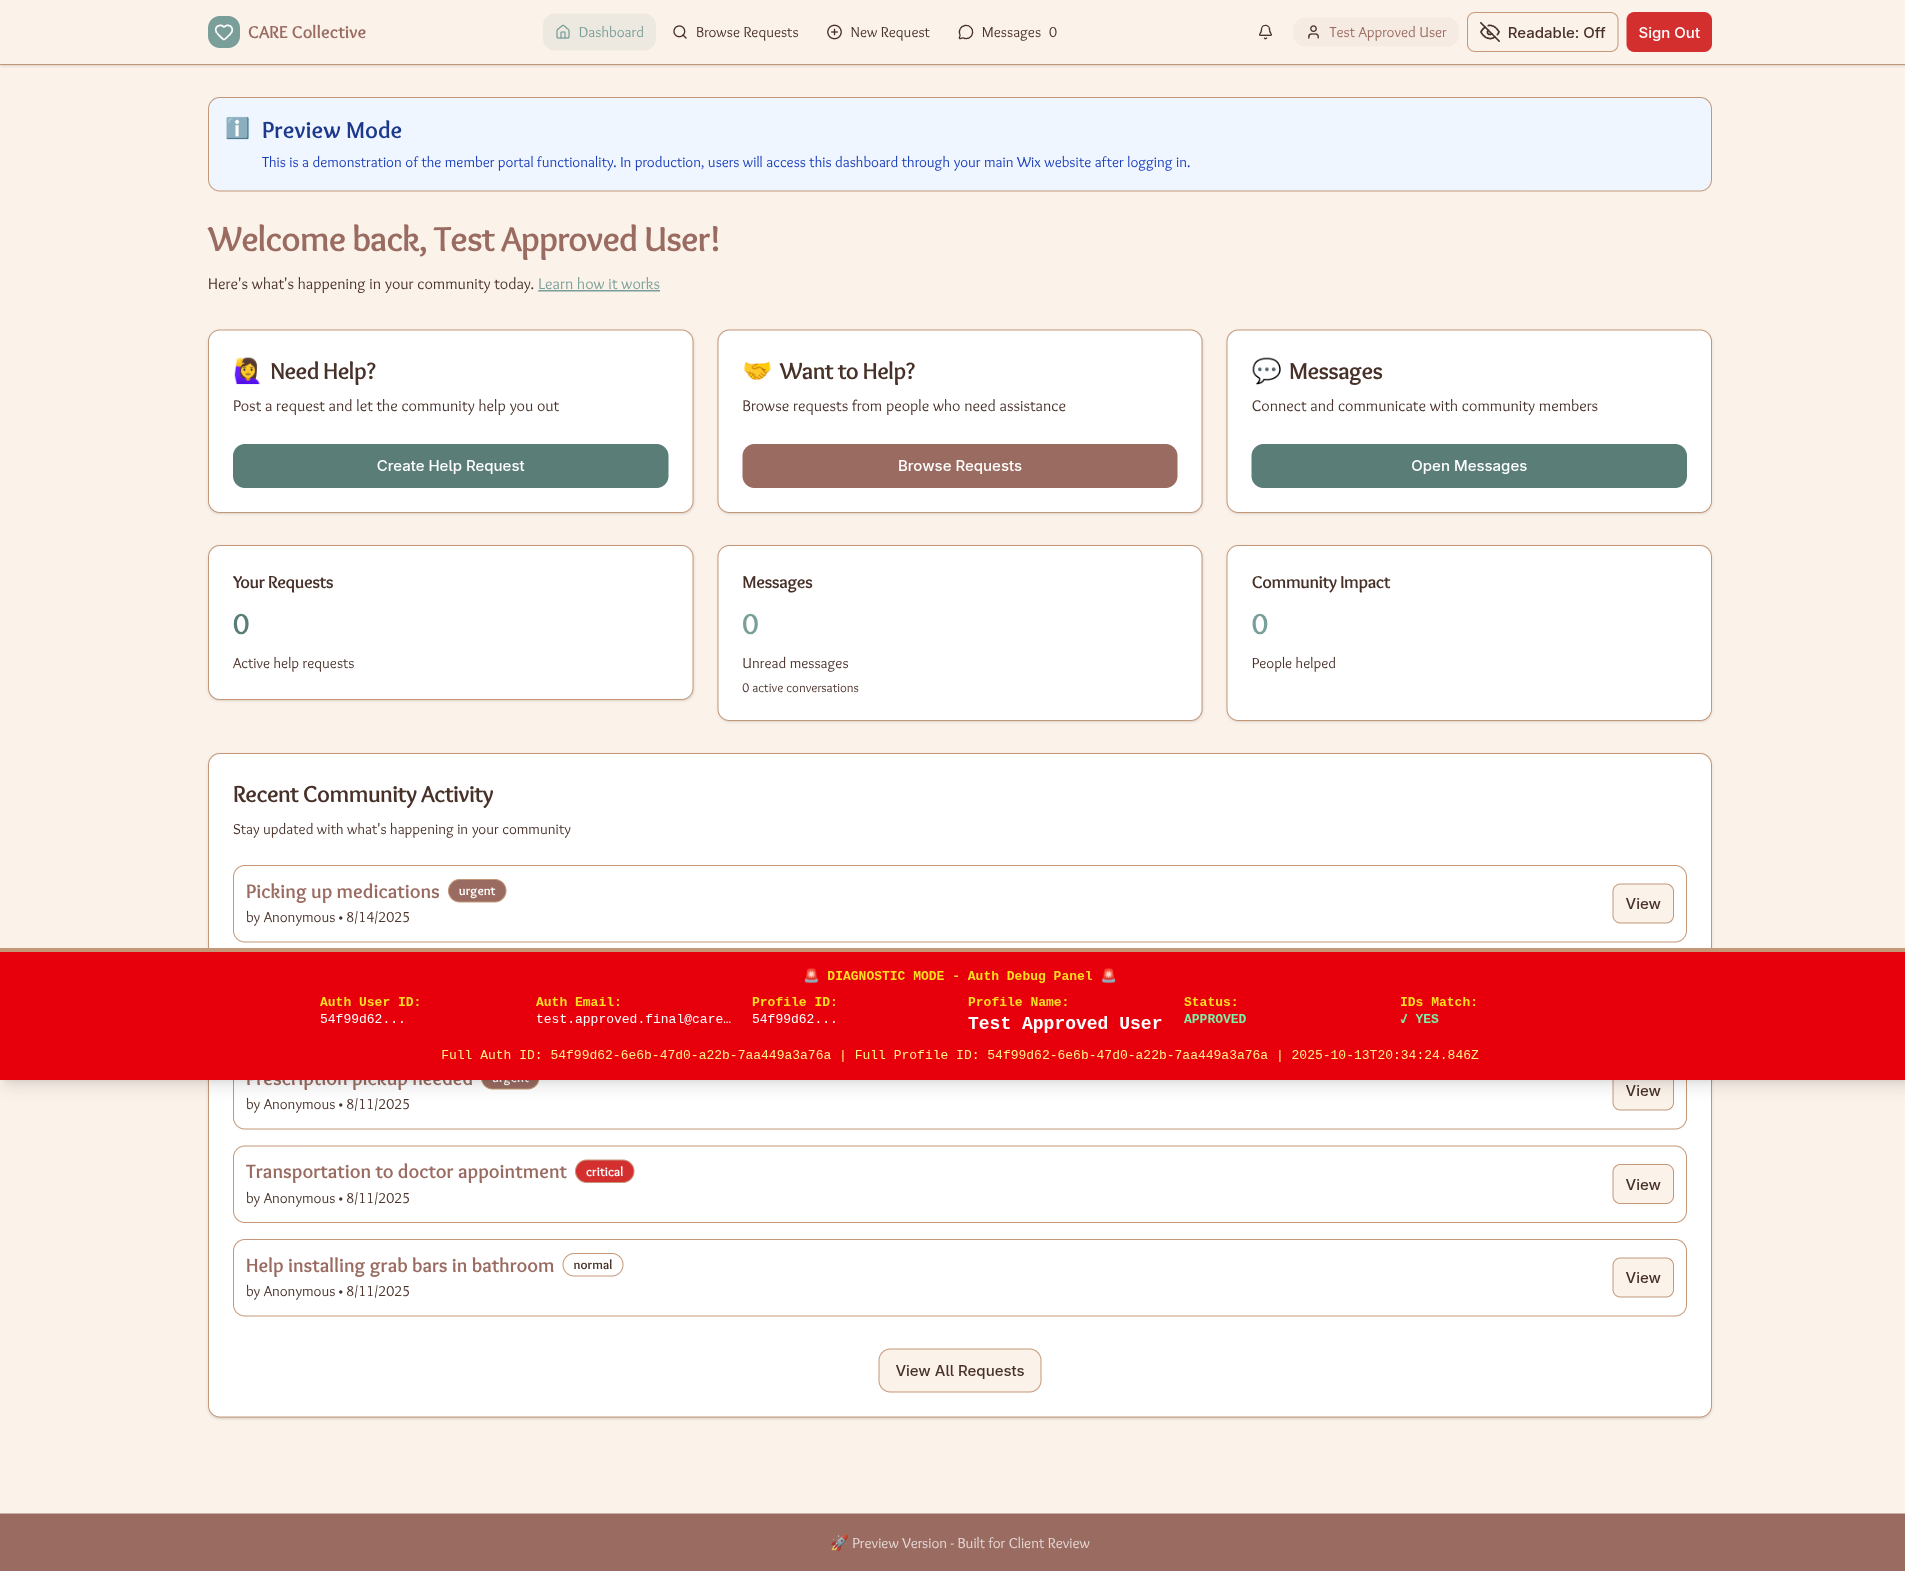 CARE Collective
Dashboard
Browse Requests
New Request
Messages 0
Test Approved User
Readable: Off
Sign Out
Preview Mode
This is a demonstration of the member portal functionality. In production, users will access this dashboard through your main Wix website after logging in.
Welcome back, Test Approved User!
Here's what's happening in your community today. Learn how it works
Need Help?
Post a request and let the community help you out
Create Help Request
Want to Help?
Browse requests from people who need assistance
Browse Requests
Messages
Connect and communicate with community members
Open Messages
Your Requests
0
Active help requests
Messages
0
Unread messages
0 active conversations
Community Impact
0
People helped
Recent Community Activity
Stay updated with what's happening in your community
Picking up medications urgent
by Anonymous • 8/14/2025
View
🚨 DIAGNOSTIC MODE - Auth Debug Panel 🚨
Auth User ID:
54f99d62...
Auth Email:
test.approved.final@care…
Profile ID:
54f99d62...
Profile Name:
Test Approved User
Status:
APPROVED
IDs Match:
✓ YES
Full Auth ID: 54f99d62-6e6b-47d0-a22b-7aa449a3a76a | Full Profile ID: 54f99d62-6e6b-47d0-a22b-7aa449a3a76a | 2025-10-13T20:34:24.846Z
Prescription pickup needed urgent
by Anonymous • 8/11/2025
View
Transportation to doctor appointment critical
by Anonymous • 8/11/2025
View
Help installing grab bars in bathroom normal
by Anonymous • 8/11/2025
View
View All Requests
🚀 Preview Version - Built for Client Review